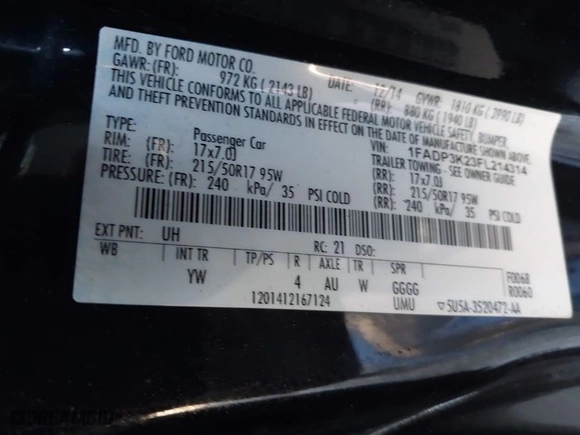 MFD. BY FORD MOTOR CO.
DATE: 12/14 GVWR: 1810 KG ( 3990 LB)
GAWR: (FR): 972 KG ( 2143 LB) = (RR): 880 KG ( 1940 LB)
THIS VEHICLE CONFORMS TO ALL APPLICABLE FEDERAL MOTOR VEHICLE SAFETY, BUMPER,
AND THEFT PREVENTION STANDARDS IN EFFECT ON THE DATE OF MANUFACTURE SHOWN ABOVE.
VIN: 1FADP3K23FL214314
TYPE: Passenger Car TRAILER TOWING: - SEE OWNER GUIDE
RIM: (FR) 17x7.0J (RR): 17x7.0J
TIRE: (FR) 215/50R17 95W (RR): 215/50R17 95W
PRESSURE: (FR) 240 kPa/ 35 PSI COLD (RR): 240 kPa/ 35 PSI COLD
EXT PNT: UH RC: 21 DSO:
WB INT TR TP/PS R AXLE TR SPR F0068
YW 4 AU W GGGG R0060
1201412167124 UMU ▽5U5A-3520472-AA
DREAMBID